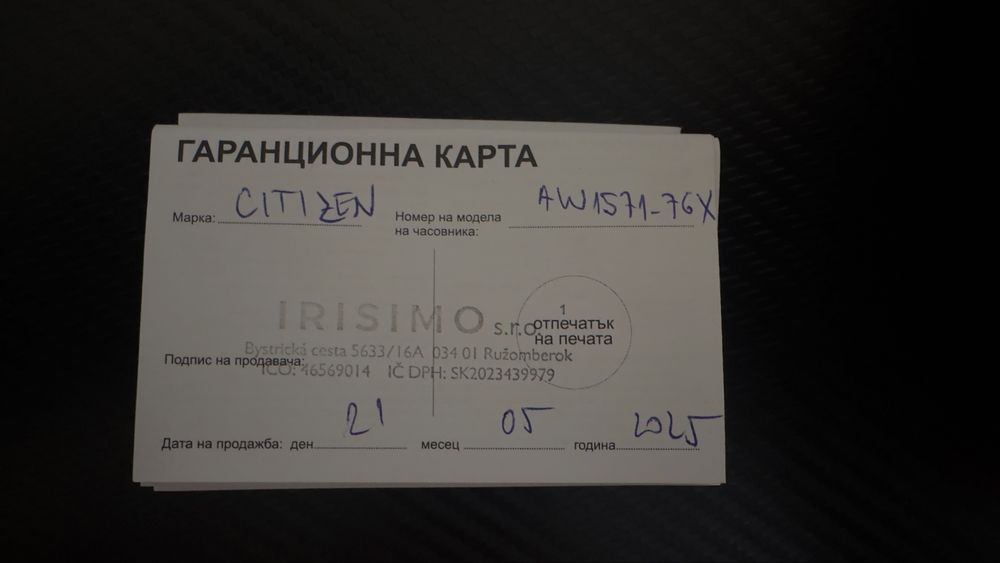 ГАРАНЦИОННА КАРТА
Марка: CITIZEN
Номер на модела на часовника: AW1571-76X
IRISIMO s.r.o.
Bystrická cesta 5633/16A 034 01 Ružomberok
IČO: 46569014 IČ DPH: SK2023439979
1
отпечатък
на печата
Подпис на продавача:
Дата на продажба: ден 21 месец 05 година 2025